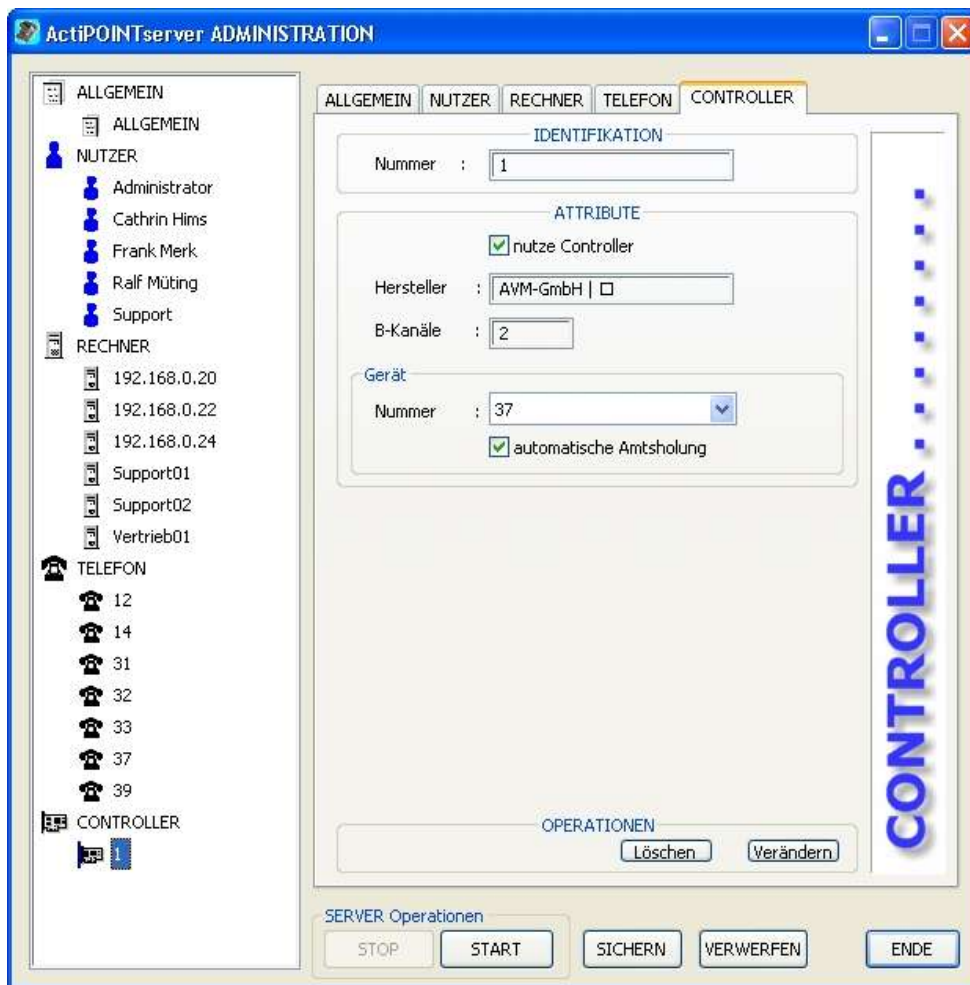 ActiPOINTserver ADMINISTRATION
ALLGEMEIN
ALLGEMEIN
NUTZER
Administrator
Cathrin Hims
Frank Merk
Ralf Müting
Support
RECHNER
192.168.0.20
192.168.0.22
192.168.0.24
Support01
Support02
Vertrieb01
TELEFON
12
14
31
32
33
37
39
CONTROLLER
1
ALLGEMEIN NUTZER RECHNER TELEFON CONTROLLER
IDENTIFIKATION
Nummer : 1
ATTRIBUTE
nutze Controller
Hersteller : AVM-GmbH | □
B-Kanäle : 2
Gerät
Nummer : 37
automatische Amtsholung
OPERATIONEN
Löschen Verändern
CONTROLLER
SERVER Operationen
STOP START SICHERN VERWERFEN ENDE